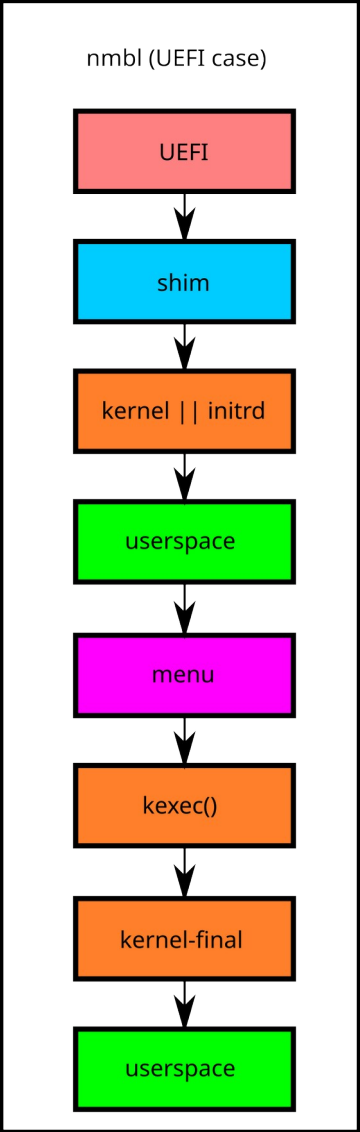 nmbl (UEFI case)
UEFI
shim
kernel || initrd
userspace
menu
kexec()
kernel-final
userspace